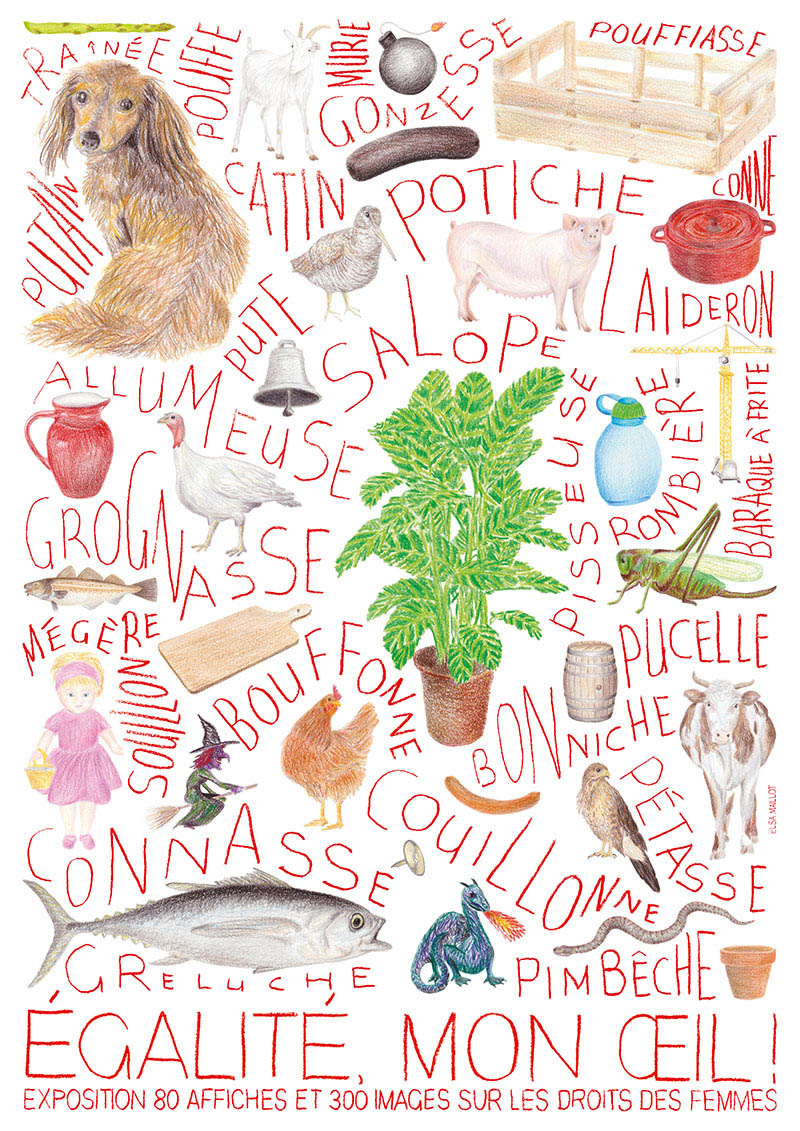 TRAÎNÉE
POUFFE
MURIE
GONZESSE
POUFFIASSE
PUTAIN
CATIN
POTICHE
CONNE
LAIDERON
PUTE
SALOPE
ALLUMEUSE
PISSEUSE
ROMBIÈRE
BARAQUE À FRITE
GROGNASSE
MÉGÈRE
SOUILLON
BOUFFONNE
PUCELLE
BONNICHE
PÉTASSE
ELSA MAILLOT
CONNASSE
COUILLONNE
GRELUCHE
PIMBÊCHE
ÉGALITÉ, MON ŒIL!
EXPOSITION 80 AFFICHES ET 300 IMAGES SUR LES DROITS DES FEMMES